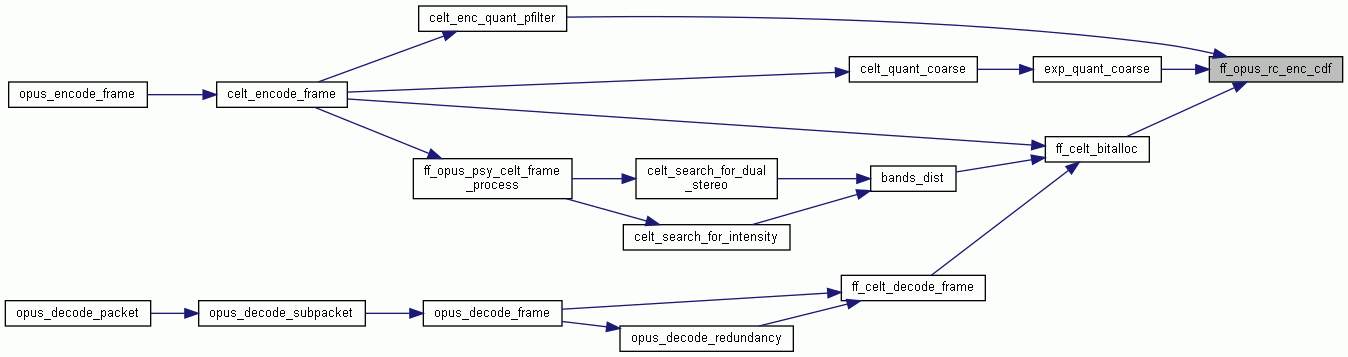 celt_enc_quant_pfilter
celt_quant_coarse
exp_quant_coarse
ff_opus_rc_enc_cdf
opus_encode_frame
celt_encode_frame
ff_celt_bitalloc
ff_opus_psy_celt_frame
_process
celt_search_for_dual
_stereo
bands_dist
celt_search_for_intensity
ff_celt_decode_frame
opus_decode_packet
opus_decode_subpacket
opus_decode_frame
opus_decode_redundancy